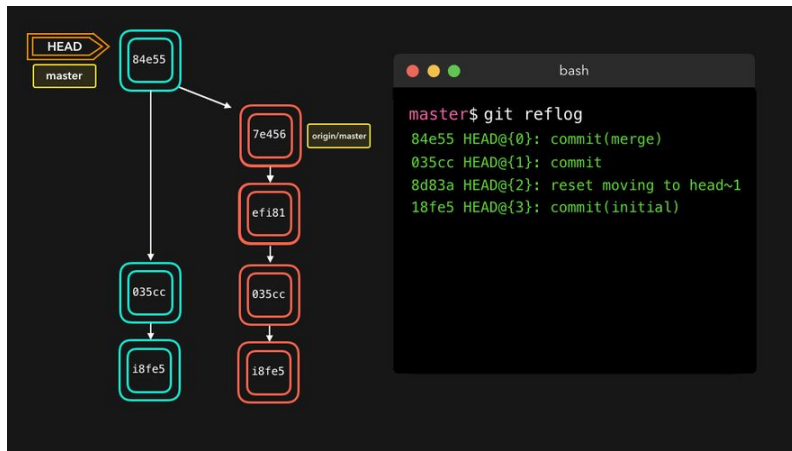 HEAD
master
84e55
7e456
origin/master
efi81
035cc
035cc
i8fe5
i8fe5
bash
master$ git reflog
84e55 HEAD@{0}: commit(merge)
035cc HEAD@{1}: commit
8d83a HEAD@{2}: reset moving to head~1
18fe5 HEAD@{3}: commit(initial)